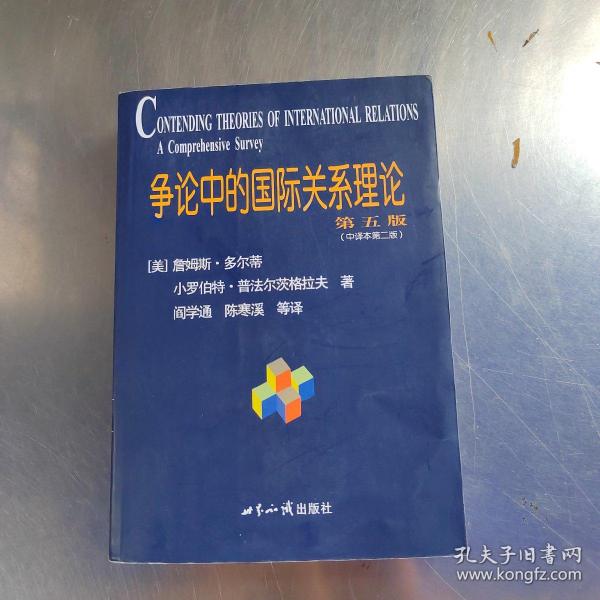 CONTENDING THEORIES OF INTERNATIONAL RELATIONS
A Comprehensive Survey
争论中的国际关系理论
第五版
(中译本第二版)
[美]詹姆斯·多尔蒂
小罗伯特·普法尔茨格拉夫 著
阎学通 陈寒溪 等译
世界知识出版社
孔夫子旧书网
www.kongfz.com